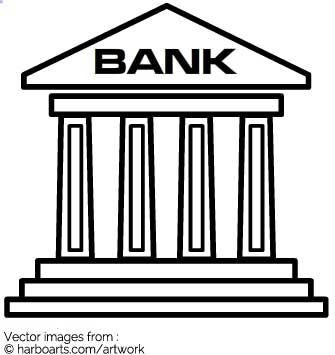 BANK
Vector images from :
© harboarts.com/artwork